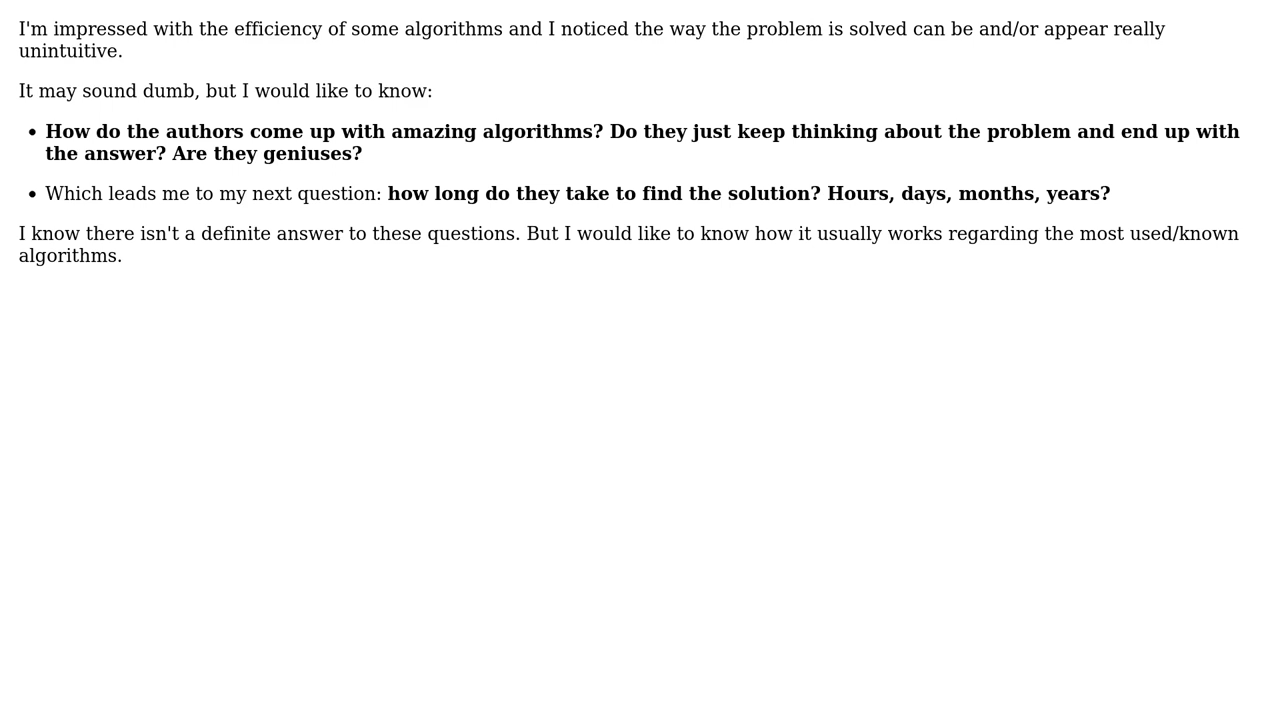 I'm impressed with the efficiency of some algorithms and I noticed the way the problem is solved can be and/or appear really
unintuitive.
It may sound dumb, but I would like to know:
• How do the authors come up with amazing algorithms? Do they just keep thinking about the problem and end up with
the answer? Are they geniuses?
• Which leads me to my next question: how long do they take to find the solution? Hours, days, months, years?
I know there isn't a definite answer to these questions. But I would like to know how it usually works regarding the most used/known
algorithms.